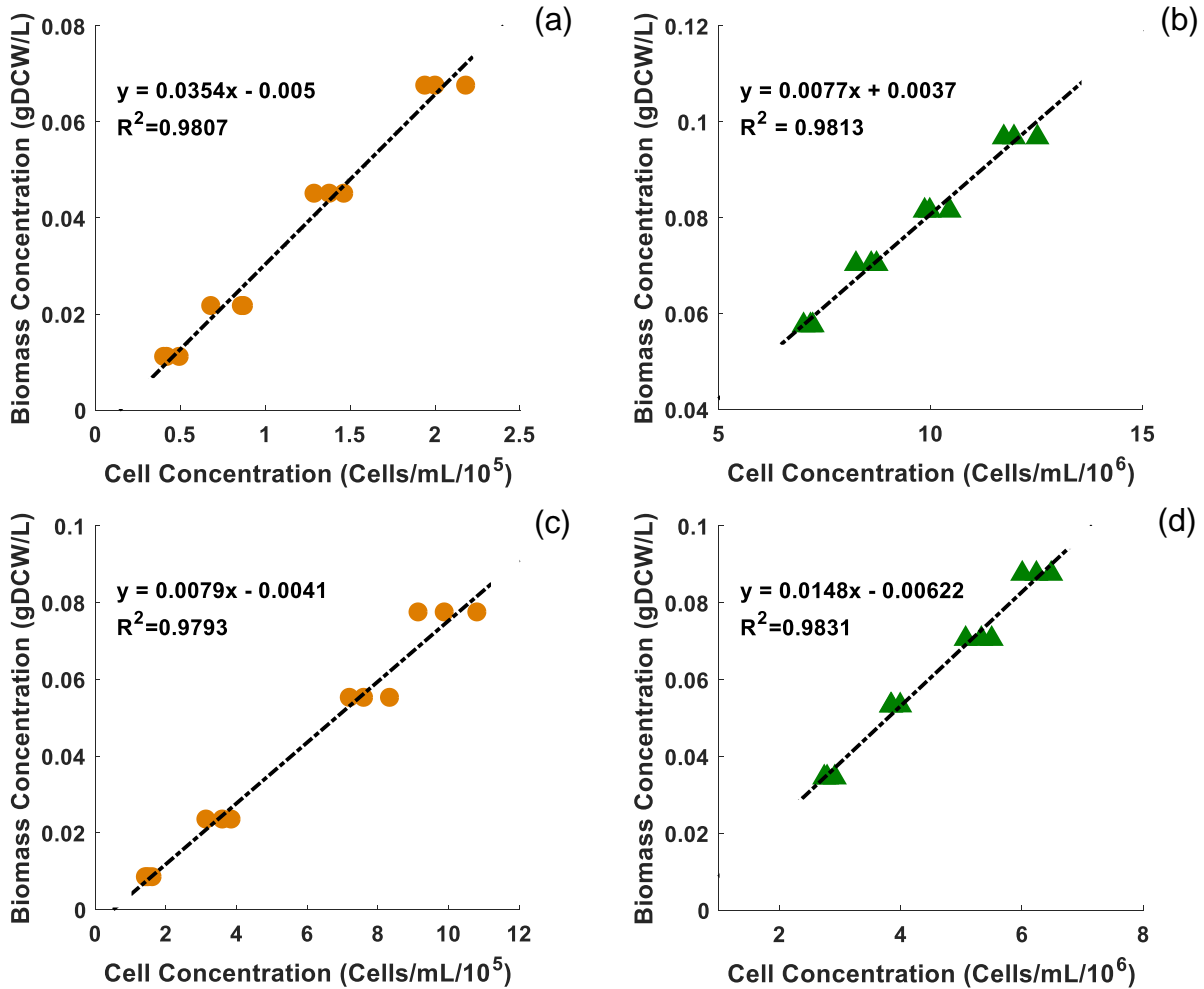 (a)
Biomass Concentration (gDCW/L)
0.08
0.06
0.04
0.02
0
y = 0.0354x - 0.005
R²=0.9807
0 0.5 1 1.5 2 2.5
Cell Concentration (Cells/mL/10⁵)
(b)
Biomass Concentration (gDCW/L)
0.12
0.1
0.08
0.06
0.04
y = 0.0077x + 0.0037
R² = 0.9813
5 10 15
Cell Concentration (Cells/mL/10⁶)
(c)
Biomass Concentration (gDCW/L)
0.1
0.08
0.06
0.04
0.02
0
y = 0.0079x - 0.0041
R²=0.9793
0 2 4 6 8 10 12
Cell Concentration (Cells/mL/10⁵)
(d)
Biomass Concentration (gDCW/L)
0.1
0.08
0.06
0.04
0.02
0
y = 0.0148x - 0.00622
R²=0.9831
2 4 6 8
Cell Concentration (Cells/mL/10⁶)